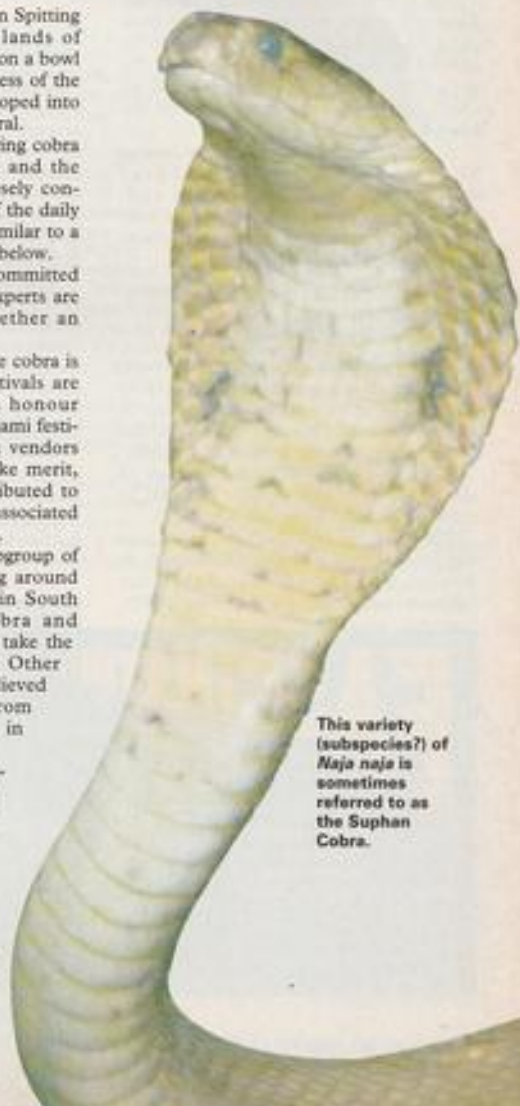 n Spitting
lands of
on a bowl
ess of the
oped into
ral.
ing cobra
and the
sely con-
f the daily
milar to a
below.
ommitted
xperts are
ether an
e cobra is
tivals are
honour
ami festi-
vendors
ke merit,
ibuted to
ssociated
bgroup of
g around
in South
bra and
take the
Other
lieved
rom
in
This variety
(subspecies?) of
Naja naja is
sometimes
referred to as
the Suphan
Cobra.